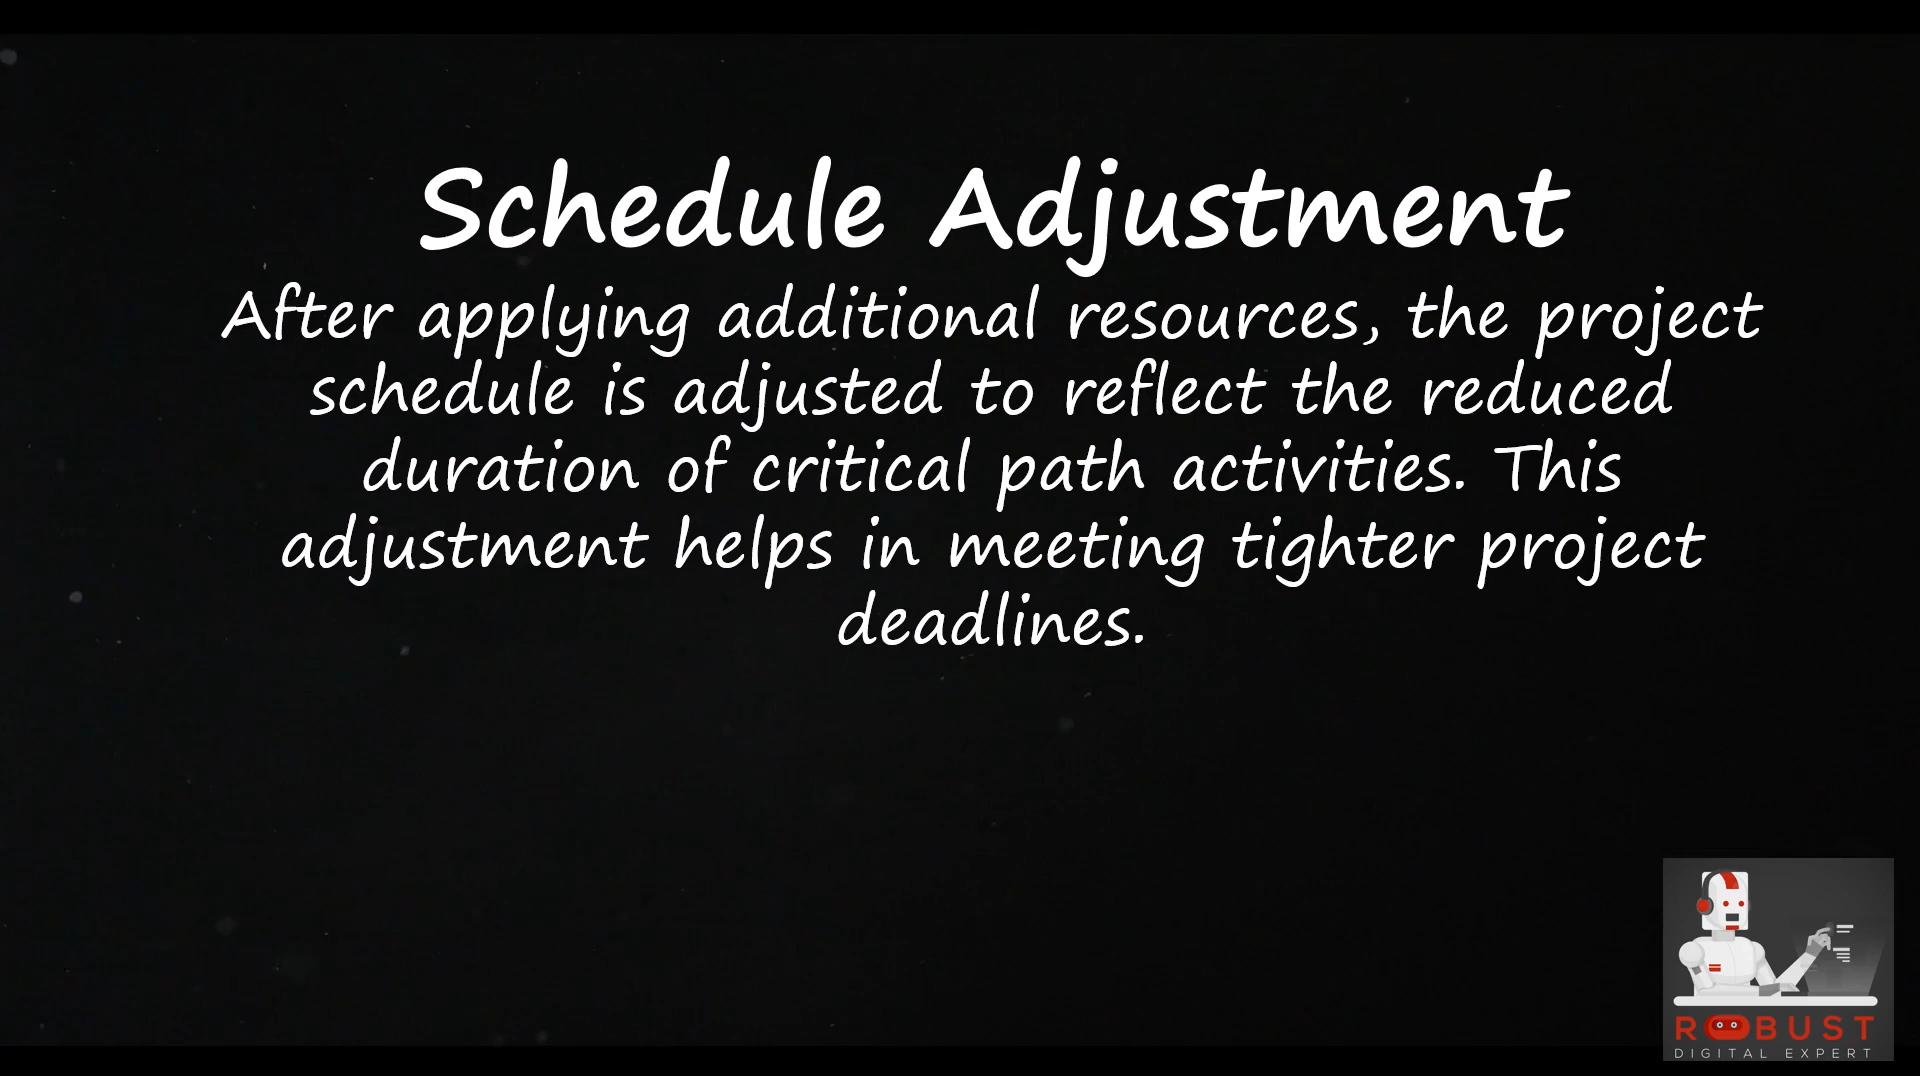 Schedule Adjustment
After applying additional resources, the project
schedule is adjusted to reflect the reduced
duration of critical path activities. This
adjustment helps in meeting tighter project
deadlines.
ROBUST
DIGITAL EXPERT